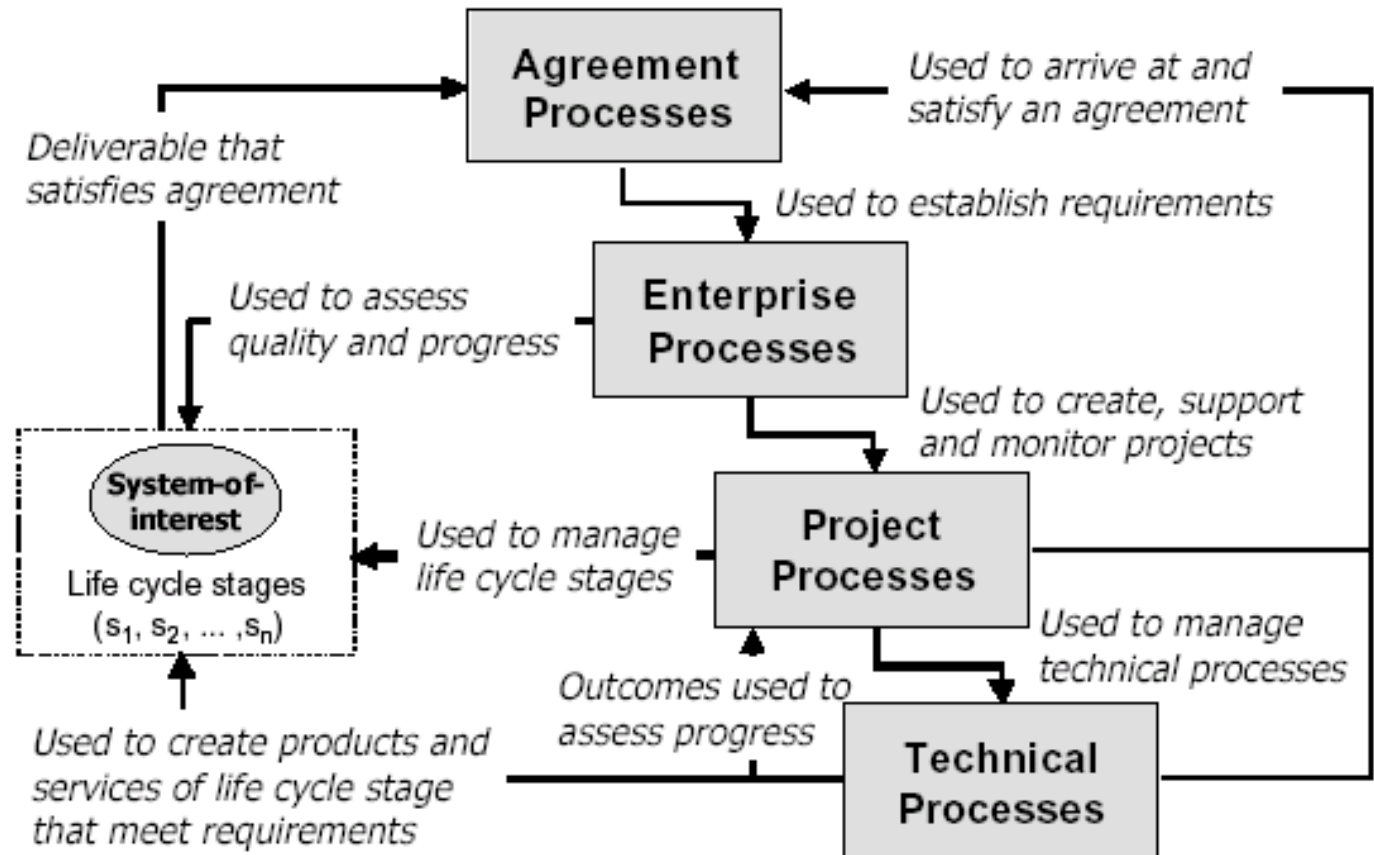 Agreement
Processes
Used to arrive at and
satisfy an agreement
Deliverable that
satisfies agreement
Used to establish requirements
Enterprise
Processes
Used to assess
quality and progress
Used to create, support
and monitor projects
System-of-
interest
Life cycle stages
(s₁, s₂, ... ,sₙ)
Used to manage
life cycle stages
Project
Processes
Used to manage
technical processes
Outcomes used to
assess progress
Technical
Processes
Used to create products and
services of life cycle stage
that meet requirements